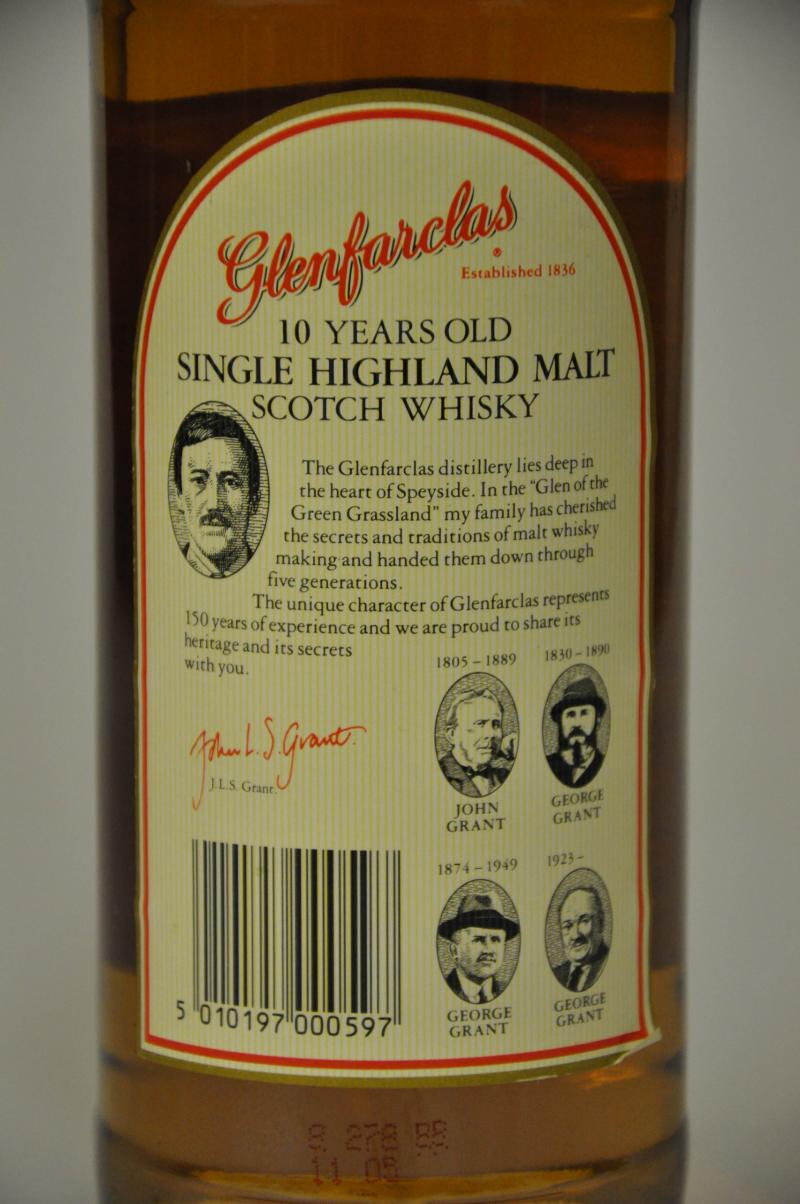 Glenfarclas
®
Established 1836
10 YEARS OLD
SINGLE HIGHLAND MALT
SCOTCH WHISKY
The Glenfarclas distillery lies deep in
the heart of Speyside. In the "Glen of the
Green Grassland" my family has cherished
the secrets and traditions of malt whisky
making and handed them down through
five generations.
The unique character of Glenfarclas represents
150 years of experience and we are proud to share its
heritage and its secrets
with you.
John L. S. Grant.
J.L.S. Grant.
1805 – 1889
JOHN
GRANT
1830 – 1890
GEORGE
GRANT
1874 – 1949
GEORGE
GRANT
1923 –
GEORGE
GRANT
5 010197 000597
11 05